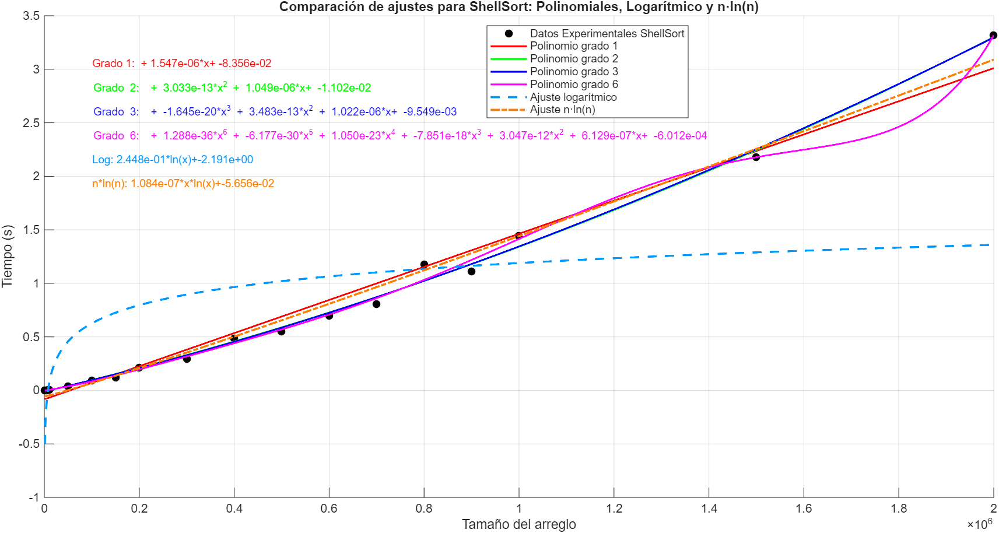 Comparación de ajustes para ShellSort: Polinomiales, Logarítmico y n·ln(n)
Datos Experimentales ShellSort
Polinomio grado 1
Polinomio grado 2
Polinomio grado 3
Polinomio grado 6
Ajuste logarítmico
Ajuste n·ln(n)
Grado 1: + 1.547e-06*x+ -8.356e-02
Grado 2: + 3.033e-13*x² + 1.049e-06*x+ -1.102e-02
Grado 3: + -1.645e-20*x³ + 3.483e-13*x² + 1.022e-06*x+ -9.549e-03
Grado 6: + 1.288e-36*x⁶ + -6.177e-30*x⁵ + 1.050e-23*x⁴ + -7.851e-18*x³ + 3.047e-12*x² + 6.129e-07*x+ -6.012e-04
Log: 2.448e-01*ln(x)+-2.191e+00
n*ln(n): 1.084e-07*x*ln(x)+-5.656e-02
Tiempo (s)
3.5
3
2.5
2
1.5
1
0.5
0
-0.5
-1
0 0.2 0.4 0.6 0.8 1 1.2 1.4 1.6 1.8 2
Tamaño del arreglo
×10⁶